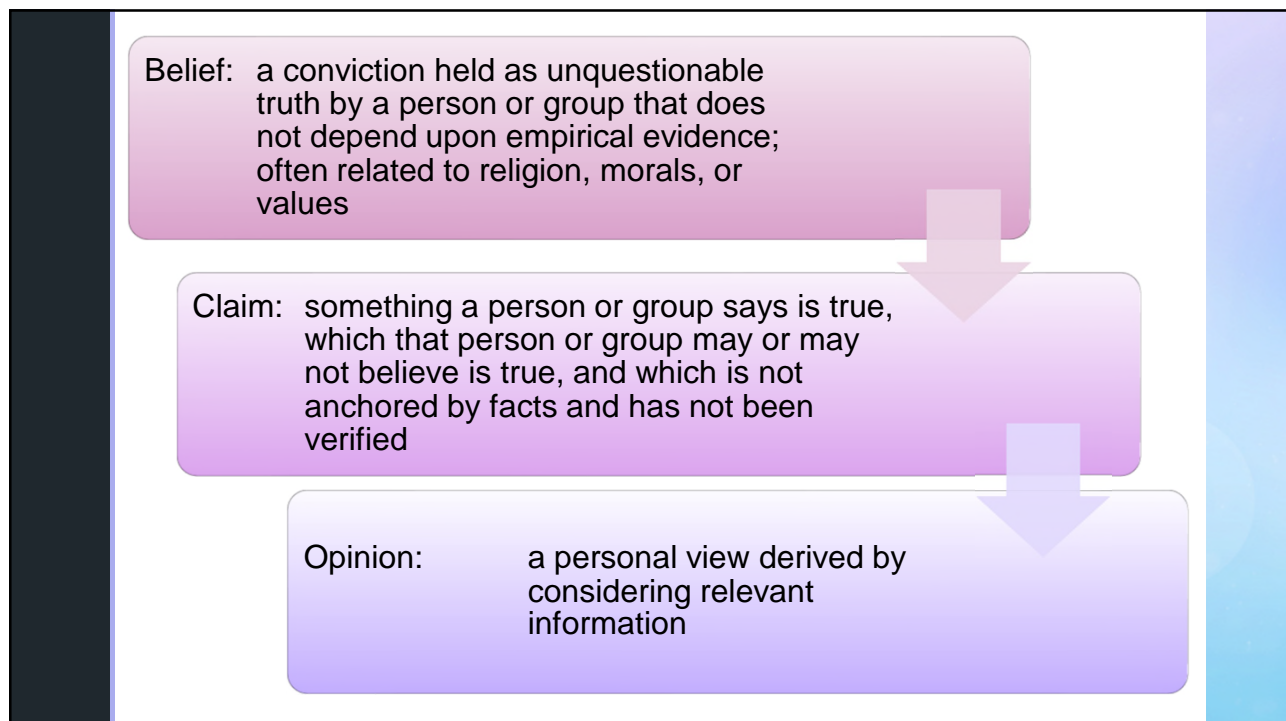 Belief: a conviction held as unquestionable
truth by a person or group that does
not depend upon empirical evidence;
often related to religion, morals, or
values
Claim: something a person or group says is true,
which that person or group may or may
not believe is true, and which is not
anchored by facts and has not been
verified
Opinion: a personal view derived by
considering relevant
information